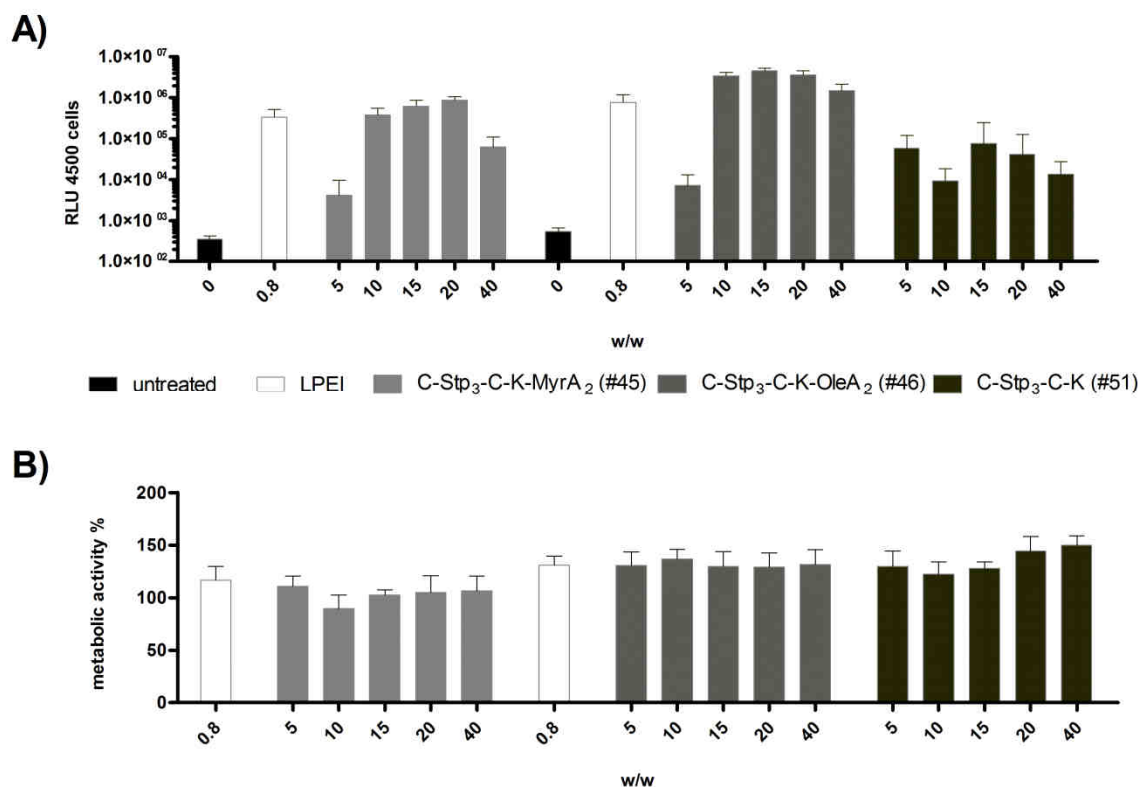 A)
RLU 4500 cells
1.0×10 07
1.0×10 06
1.0×10 05
1.0×10 04
1.0×10 03
1.0×10 02
0 0.8 5 10 15 20 40 0 0.8 5 10 15 20 40 5 10 15 20 40
w/w
untreated LPEI C-Stp3-C-K-MyrA2 (#45) C-Stp3-C-K-OleA2 (#46) C-Stp3-C-K (#51)
B)
metabolic activity %
200
150
100
50
0
0.8 5 10 15 20 40 0.8 5 10 15 20 40 5 10 15 20 40
w/w